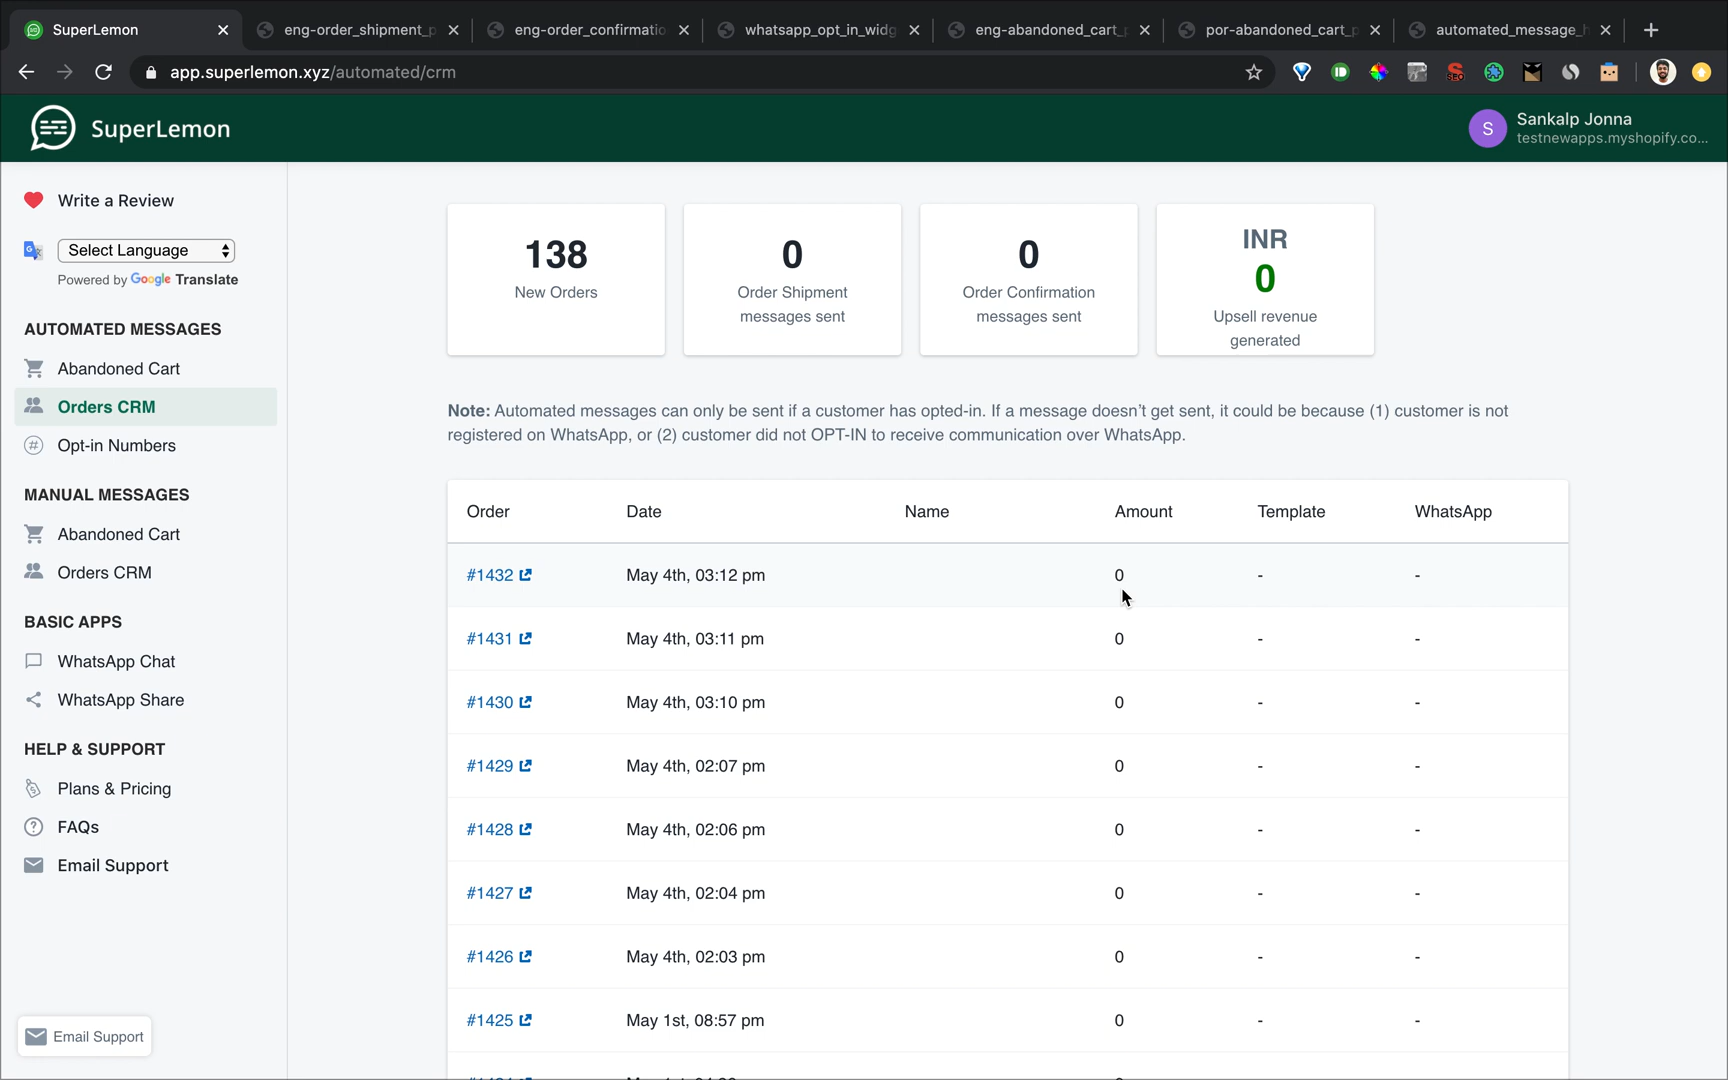 SuperLemon
eng-order_shipment_p
eng-order_confirmatio
whatsapp_opt_in_widg
eng-abandoned_cart_p
por-abandoned_cart_p
automated_message_h
app.superlemon.xyz/automated/crm
SEO
SuperLemon
S
Sankalp Jonna
testnewapps.myshopify.co...
Write a Review
Select Language
Powered by Google Translate
AUTOMATED MESSAGES
Abandoned Cart
Orders CRM
Opt-in Numbers
MANUAL MESSAGES
Abandoned Cart
Orders CRM
BASIC APPS
WhatsApp Chat
WhatsApp Share
HELP & SUPPORT
Plans & Pricing
FAQs
Email Support
Email Support
138
New Orders
0
Order Shipment
messages sent
0
Order Confirmation
messages sent
INR
0
Upsell revenue
generated
Note: Automated messages can only be sent if a customer has opted-in. If a message doesn't get sent, it could be because (1) customer is not
registered on WhatsApp, or (2) customer did not OPT-IN to receive communication over WhatsApp.
Order Date Name Amount Template WhatsApp
#1432 May 4th, 03:12 pm 0 - -
#1431 May 4th, 03:11 pm 0 - -
#1430 May 4th, 03:10 pm 0 - -
#1429 May 4th, 02:07 pm 0 - -
#1428 May 4th, 02:06 pm 0 - -
#1427 May 4th, 02:04 pm 0 - -
#1426 May 4th, 02:03 pm 0 - -
#1425 May 1st, 08:57 pm 0 - -